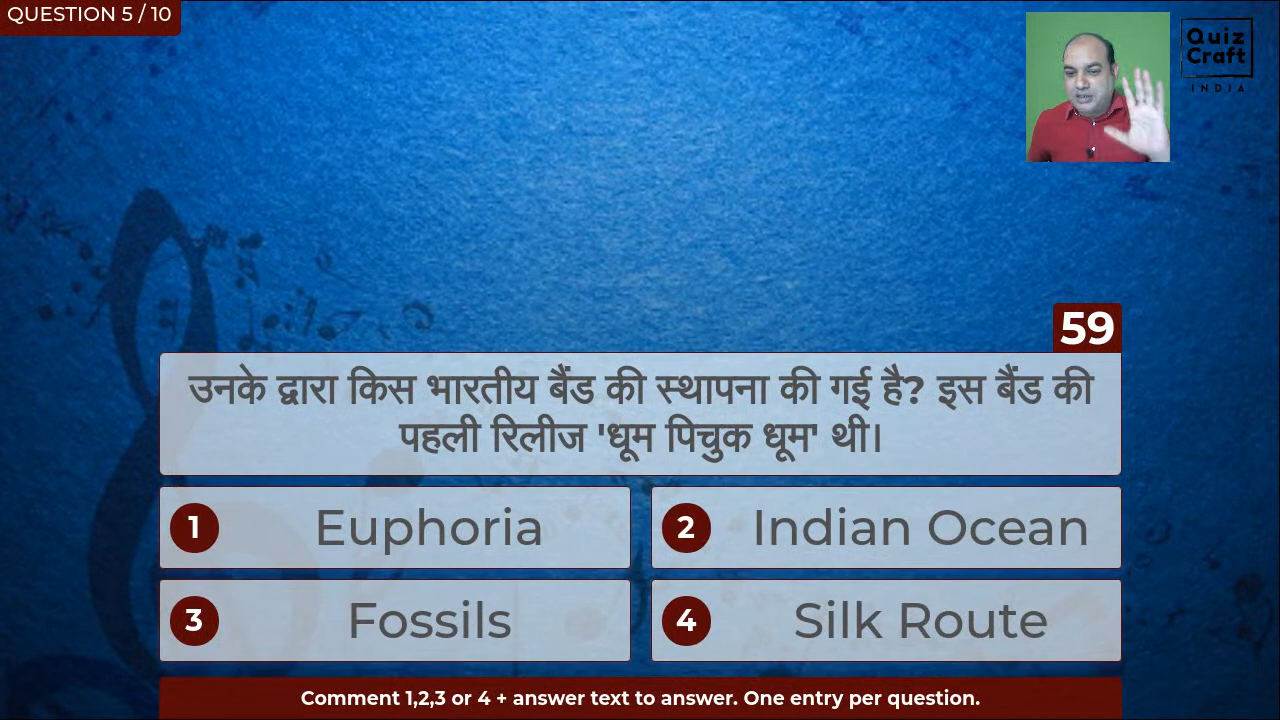 QUESTION 5 / 10
Quiz
Craft
INDIA
59
उनके द्वारा किस भारतीय बैंड की स्थापना की गई है? इस बैंड की
पहली रिलीज 'धूम पिचुक धूम' थी।
1 Euphoria
2 Indian Ocean
3 Fossils
4 Silk Route
Comment 1,2,3 or 4 + answer text to answer. One entry per question.